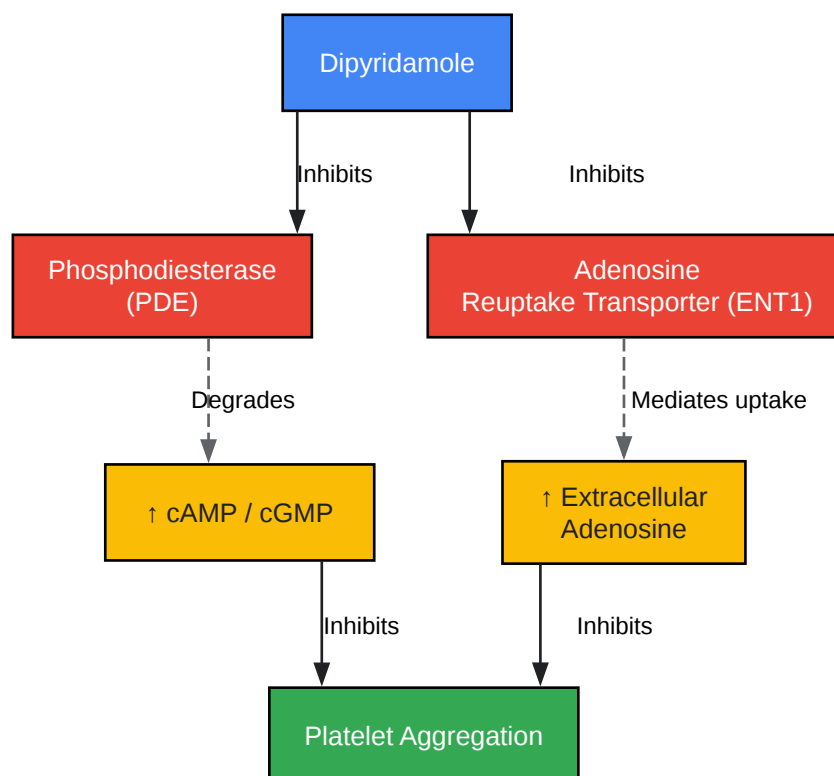 Dipyridamole
Inhibits
Inhibits
Phosphodiesterase
(PDE)
Adenosine
Reuptake Transporter (ENT1)
Degrades
Mediates uptake
↑ cAMP / cGMP
↑ Extracellular
Adenosine
Inhibits
Inhibits
Platelet Aggregation